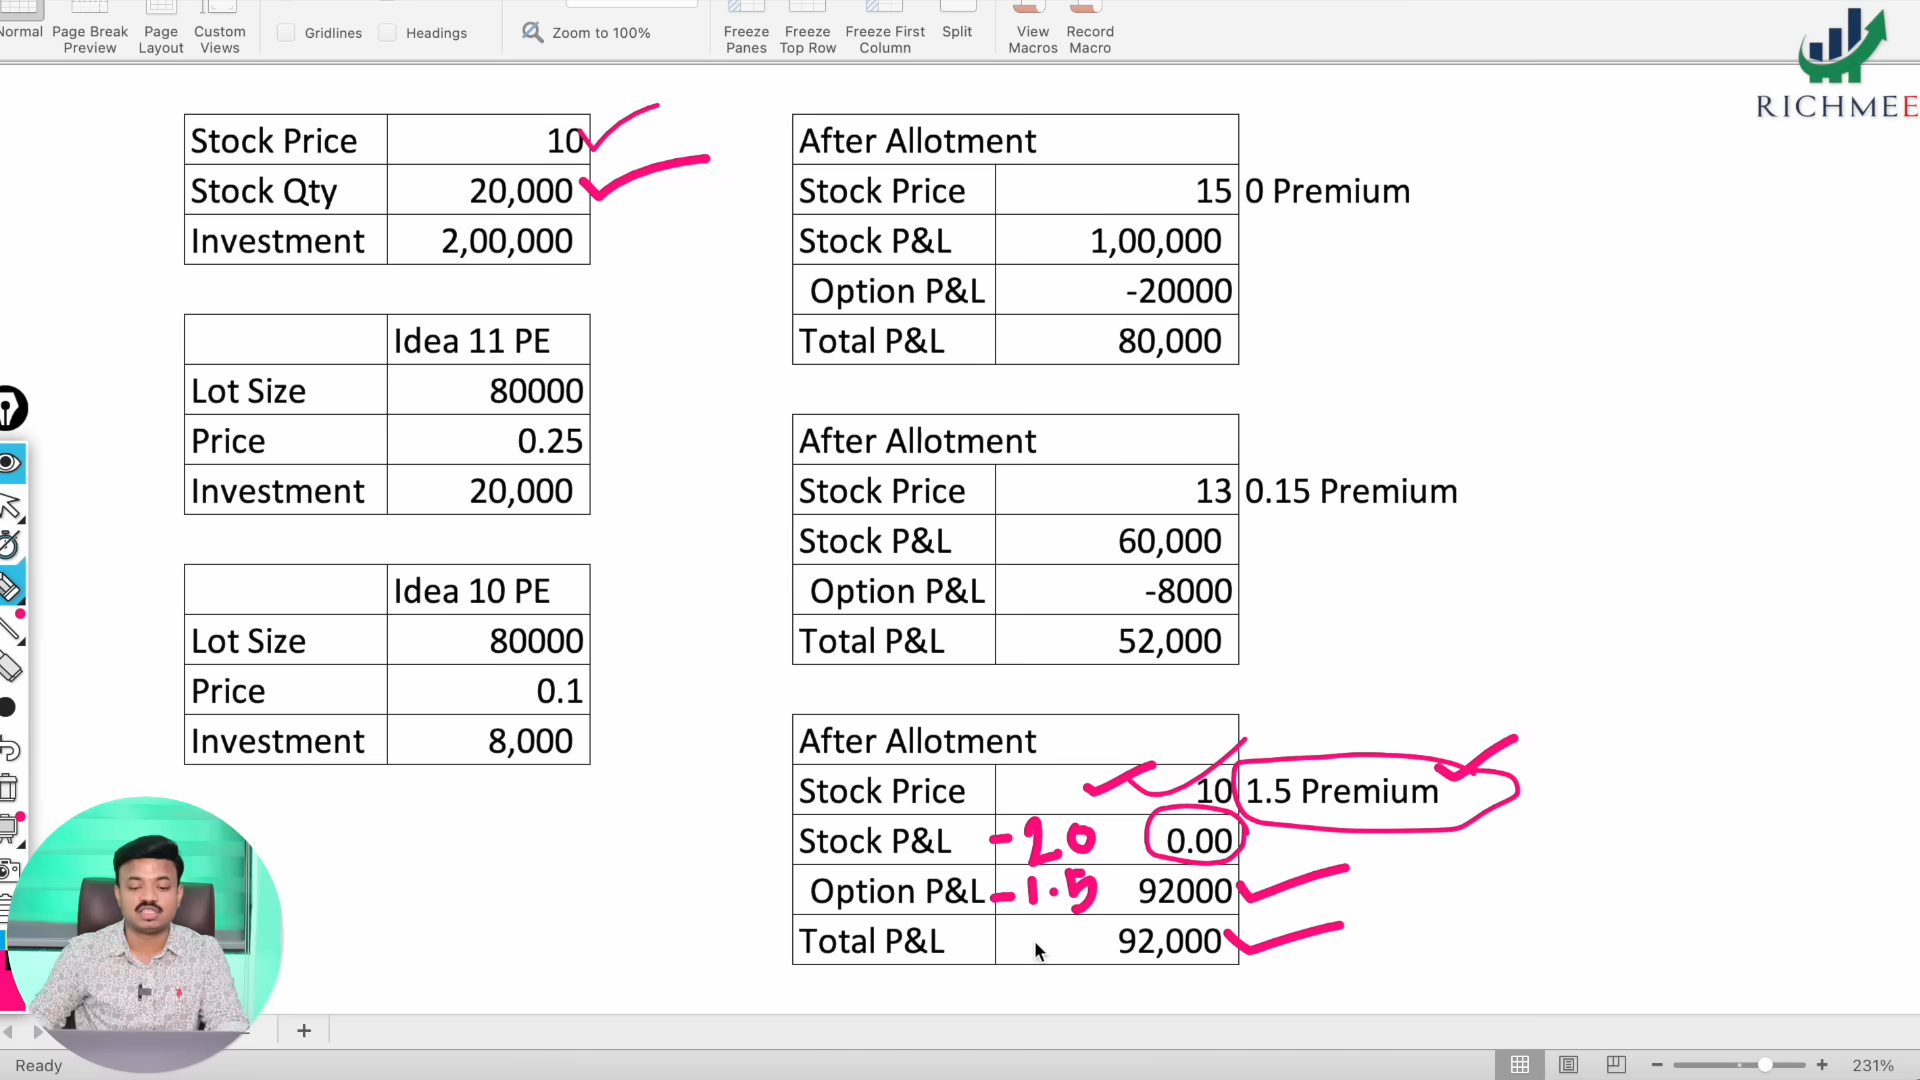 Normal
Page Break
Preview
Page
Layout
Custom
Views
Gridlines
Headings
Zoom to 100%
Freeze
Panes
Freeze
Top Row
Freeze First
Column
Split
View
Macros
Record
Macro
RICHMEE
Stock Price 10
Stock Qty 20,000
Investment 2,00,000
Idea 11 PE
Lot Size 80000
Price 0.25
Investment 20,000
Idea 10 PE
Lot Size 80000
Price 0.1
Investment 8,000
After Allotment
Stock Price 15 0 Premium
Stock P&L 1,00,000
Option P&L -20000
Total P&L 80,000
After Allotment
Stock Price 13 0.15 Premium
Stock P&L 60,000
Option P&L -8000
Total P&L 52,000
After Allotment
Stock Price 10 1.5 Premium
Stock P&L -20 0.00
Option P&L -1.5 92000
Total P&L 92,000
Ready
231%